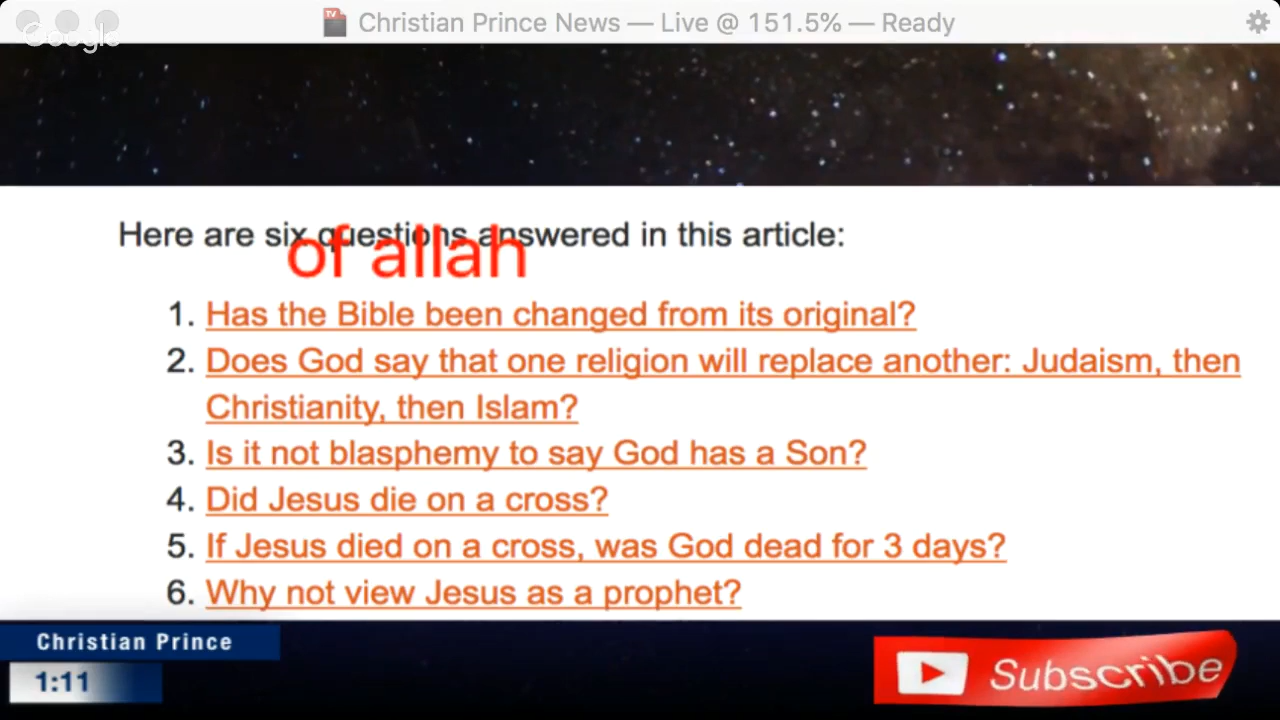 TV
Christian Prince News — Live @ 151.5% — Ready
Google
Here are six questions answered in this article:
of allah
1. Has the Bible been changed from its original?
2. Does God say that one religion will replace another: Judaism, then
Christianity, then Islam?
3. Is it not blasphemy to say God has a Son?
4. Did Jesus die on a cross?
5. If Jesus died on a cross, was God dead for 3 days?
6. Why not view Jesus as a prophet?
Christian Prince
1:11
Subscribe